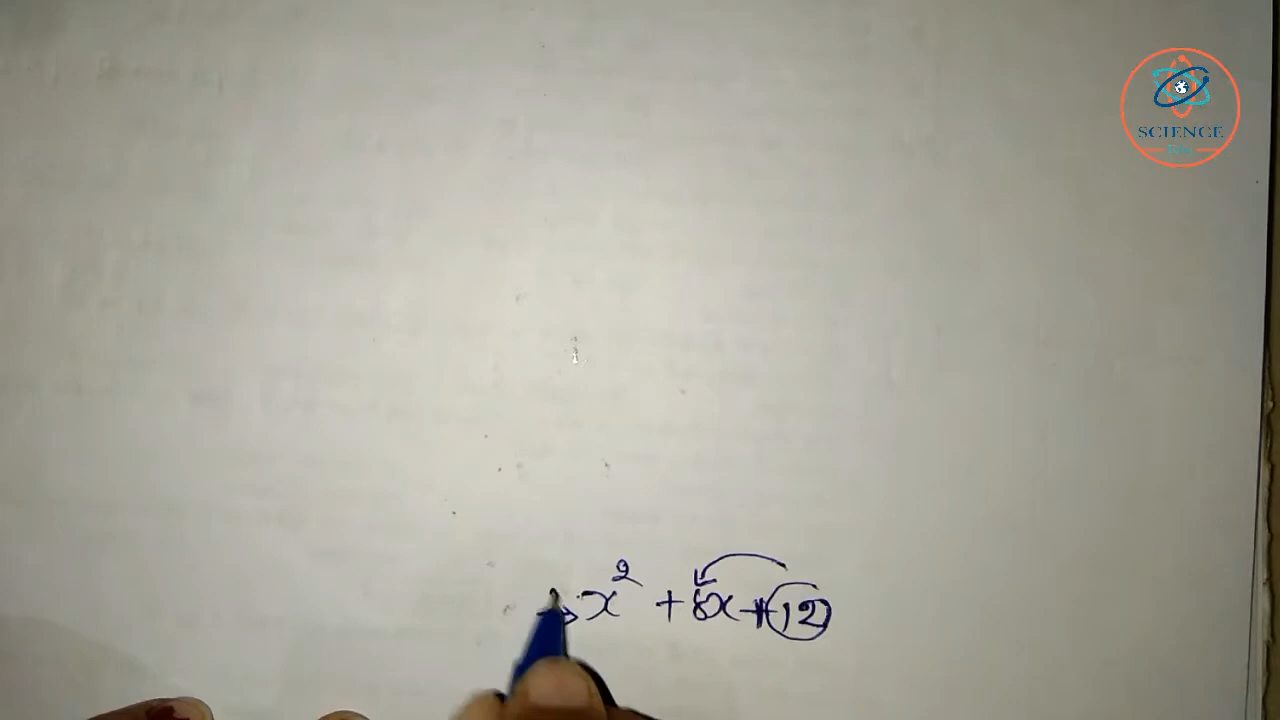 SCIENCE
x² + 8x + 12